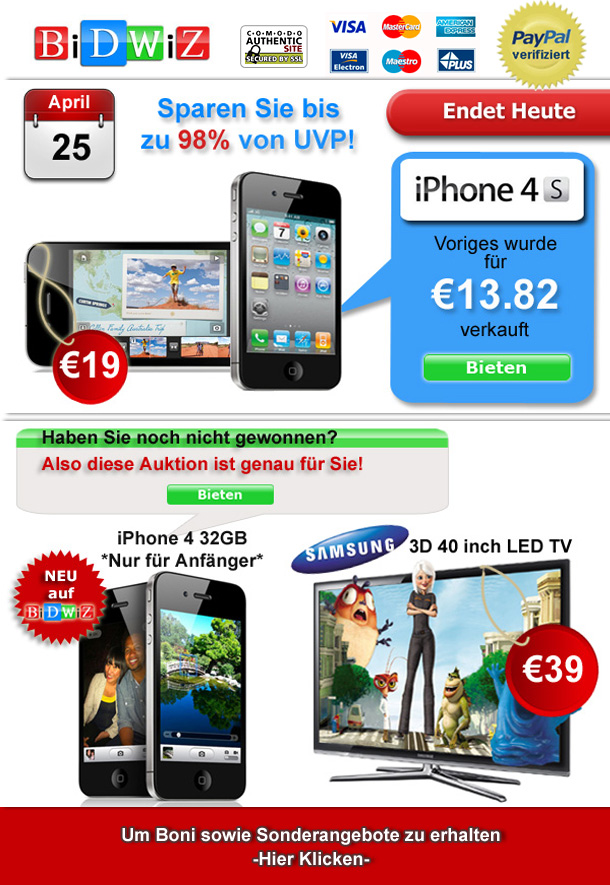 BiDWiZ
COMODO
AUTHENTIC
SITE
SECURED BY SSL
VISA
MasterCard
AMERICAN
EXPRESS
VISA
Electron
Maestro
PLUS
PayPal
verifiziert
April
25
Sparen Sie bis
zu 98% von UVP!
Endet Heute
iPhone 4 S
Voriges wurde
für
€13.82
verkauft
Bieten
€19
Haben Sie noch nicht gewonnen?
Also diese Auktion ist genau für Sie!
Bieten
iPhone 4 32GB
*Nur für Anfänger*
NEU
auf
BiDWiZ
SAMSUNG
3D 40 inch LED TV
€39
Um Boni sowie Sonderangebote zu erhalten
-Hier Klicken-